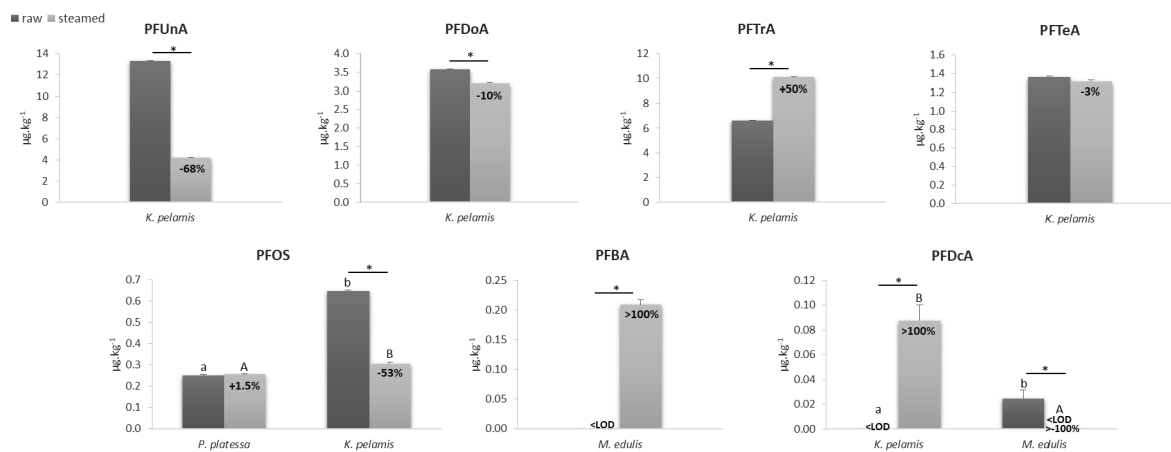 raw steamed
PFUnA
14
12
10
8
6
4
2
0
µg.kg-1
*
-68%
K. pelamis
PFDoA
4.0
3.5
3.0
2.5
2.0
1.5
1.0
0.5
0.0
µg.kg-1
*
-10%
K. pelamis
PFTrA
12
10
8
6
4
2
0
µg.kg-1
*
+50%
K. pelamis
PFTeA
1.6
1.4
1.2
1.0
0.8
0.6
0.4
0.2
0.0
µg.kg-1
-3%
K. pelamis
PFOS
0.7
0.6
0.5
0.4
0.3
0.2
0.1
0.0
µg.kg-1
a A
+1.5%
*
b
B
-53%
P. platessa K. pelamis
PFBA
0.25
0.20
0.15
0.10
0.05
0.00
µg.kg-1
*
>100%
<LOD
M. edulis
PFDcA
0.12
0.10
0.08
0.06
0.04
0.02
0.00
µg.kg-1
*
B
>100%
a
<LOD
*
b
A
<LOD
>-100%
K. pelamis M. edulis